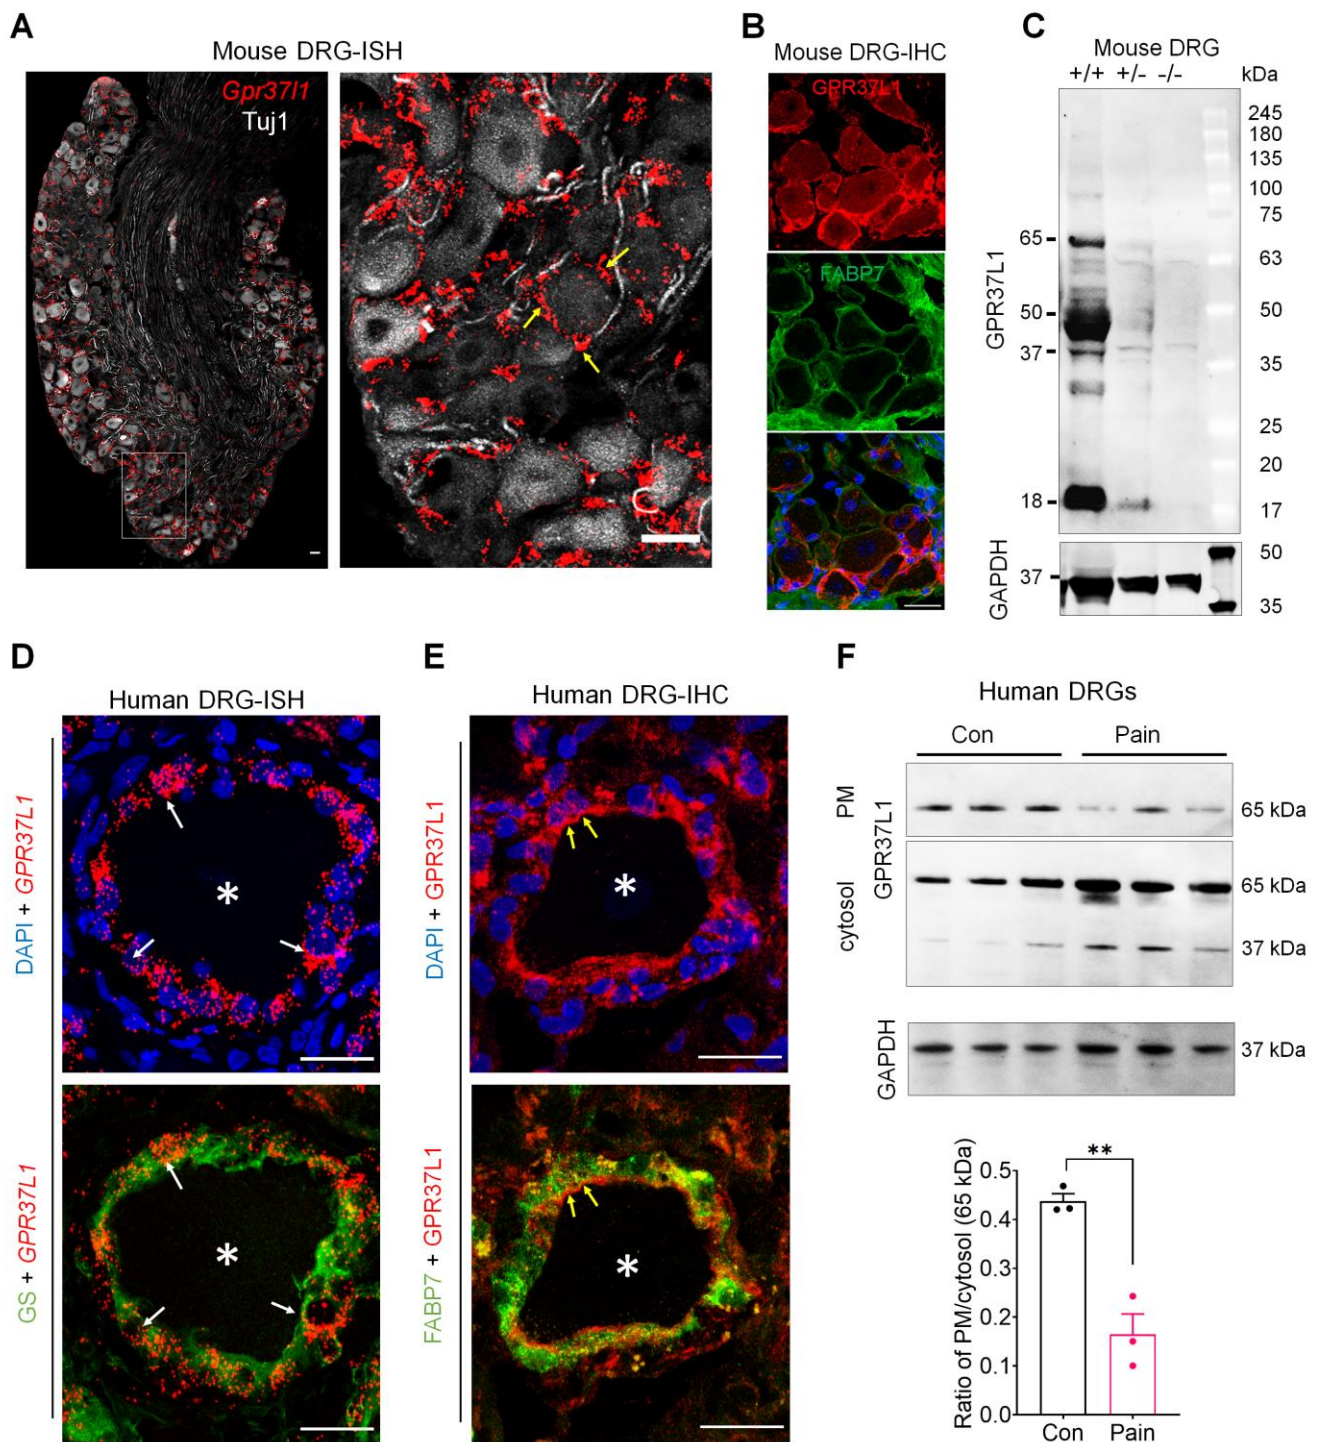 A
Mouse DRG-ISH
Gpr37l1
Tuj1
B
Mouse DRG-IHC
GPR37L1
FABP7
C
Mouse DRG
+/+ +/- -/-
kDa
245
180
135
100
75
63
50
35
25
20
17
65
50
37
18
GPR37L1
50
35
37
GAPDH
D
Human DRG-ISH
DAPI + GPR37L1
GS + GPR37L1
*
*
E
Human DRG-IHC
DAPI + GPR37L1
FABP7 + GPR37L1
*
*
F
Human DRGs
Con Pain
PM
cytosol
GPR37L1
65 kDa
65 kDa
37 kDa
GAPDH
37 kDa
Ratio of PM/cytosol (65 kDa)
0.5
0.4
0.3
0.2
0.1
0.0
**
Con Pain